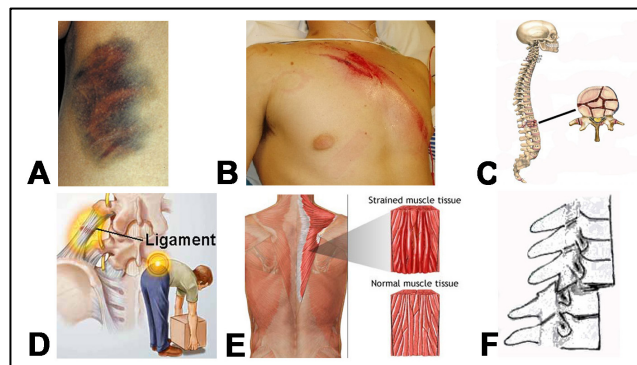 A
B
C
Ligament
D
Strained muscle tissue
Normal muscle tissue
E
F